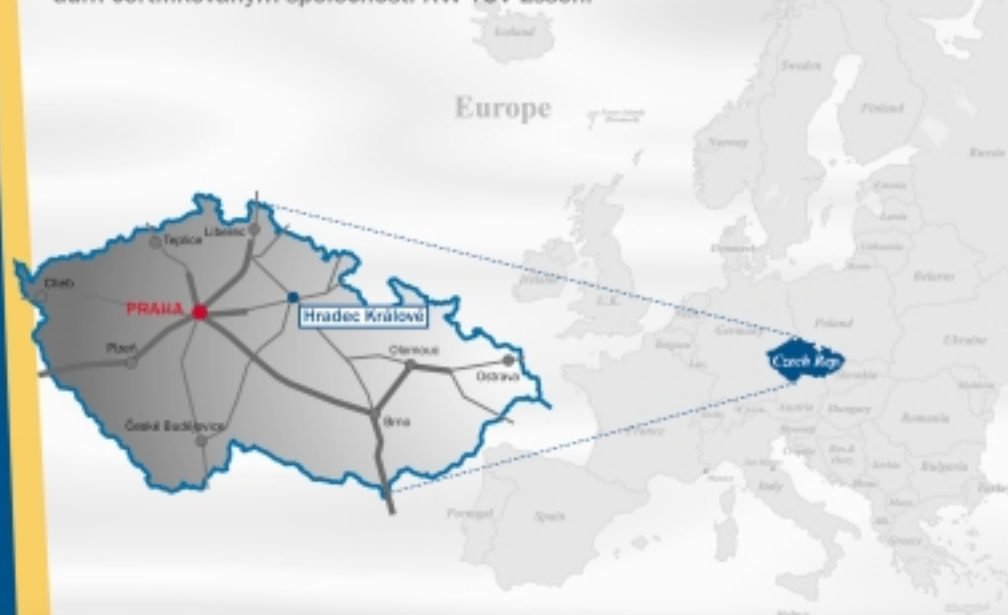 Iceland
Europe
Sweden
Finland
Norway
Russia
Estonia
Latvia
Lithuania
Denmark
Belarus
Ireland
U.K.
Teplice
Liberec
Cheb
PRAHA
Hradec Králové
Plzeň
Olomouc
Ostrava
České Budějovice
Brno
Germany
Poland
Czech Rep
Ukraine
Slovakia
Austria
Hungary
Romania
France
Italy
Bulgaria
Portugal
Spain
Greece